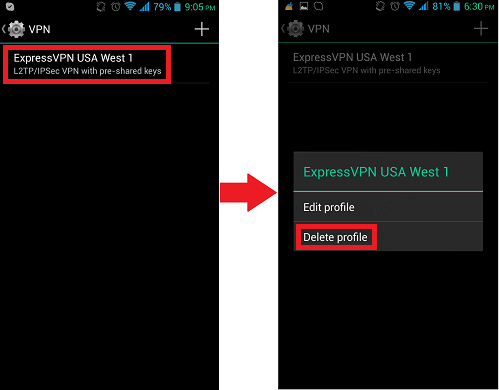 79% 9:05 PM
VPN
ExpressVPN USA West 1
L2TP/IPSec VPN with pre-shared keys
81% 6:30 PM
VPN
ExpressVPN USA West 1
L2TP/IPSec VPN with pre-shared keys
ExpressVPN USA West 1
Edit profile
Delete profile